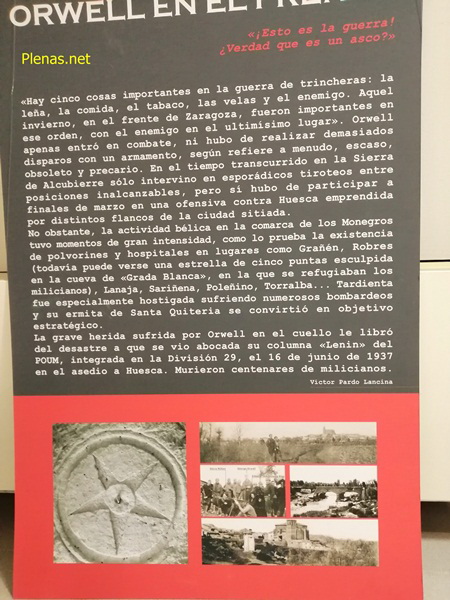 ORWELL EN EL
Plenas.net
«¡Esto es la guerra!
¿Verdad que es un asco?»
«Hay cinco cosas importantes en la guerra de trincheras: la
leña, la comida, el tabaco, las velas y el enemigo. Aquel
invierno, en el frente de Zaragoza, fueron importantes en
ese orden, con el enemigo en el ultimísimo lugar». Orwell
apenas entró en combate, ni hubo de realizar demasiados
disparos con un armamento, según refiere a menudo, escaso,
obsoleto y precario. En el tiempo transcurrido en la Sierra
de Alcubierre sólo intervino en esporádicos tiroteos entre
posiciones inalcanzables, pero si hubo de participar a
finales de marzo en una ofensiva contra Huesca emprendida
por distintos flancos de la ciudad sitiada.
No obstante, la actividad bélica en la comarca de los Monegros
tuvo momentos de gran intensidad, como lo prueba la existencia
de polvorines y hospitales en lugares como Grañén, Robres
(todavía puede verse una estrella de cinco puntas esculpida
en la cueva de «Grada Blanca», en la que se refugiaban los
milicianos), Lanaja, Sariñena, Poleñino, Torralba... Tardienta
fue especialmente hostigada sufriendo numerosos bombardeos
y su ermita de Santa Quiteria se convirtió en objetivo
estratégico.
La grave herida sufrida por Orwell en el cuello le libró
del desastre a que se vio abocada su columna «Lenin» del
POUM, integrada en la División 29, el 16 de junio de 1937
en el asedio a Huesca. Murieron centenares de milicianos.
Víctor Pardo Lancina